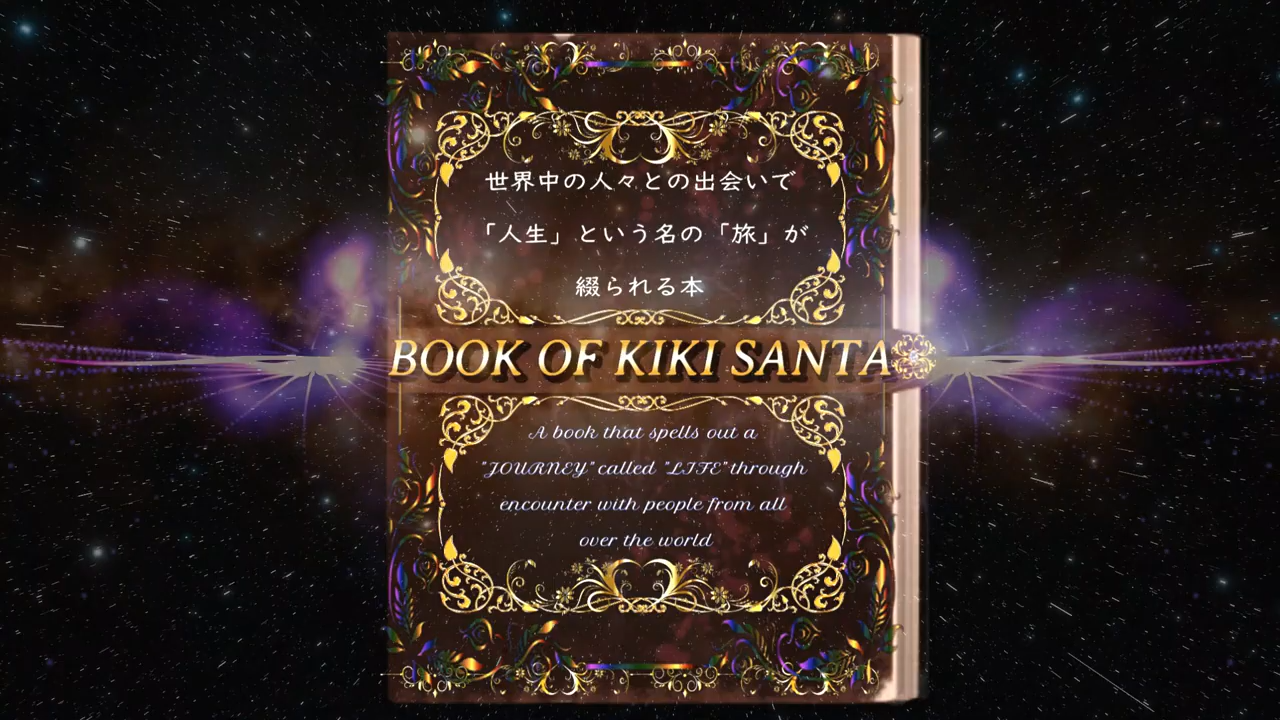 世界中の人々との出会いで
「人生」という名の「旅」が
綴られる本
BOOK OF KIKI SANTA
A book that spells out a
"JOURNEY" called "LIFE" through
encounter with people from all
over the world